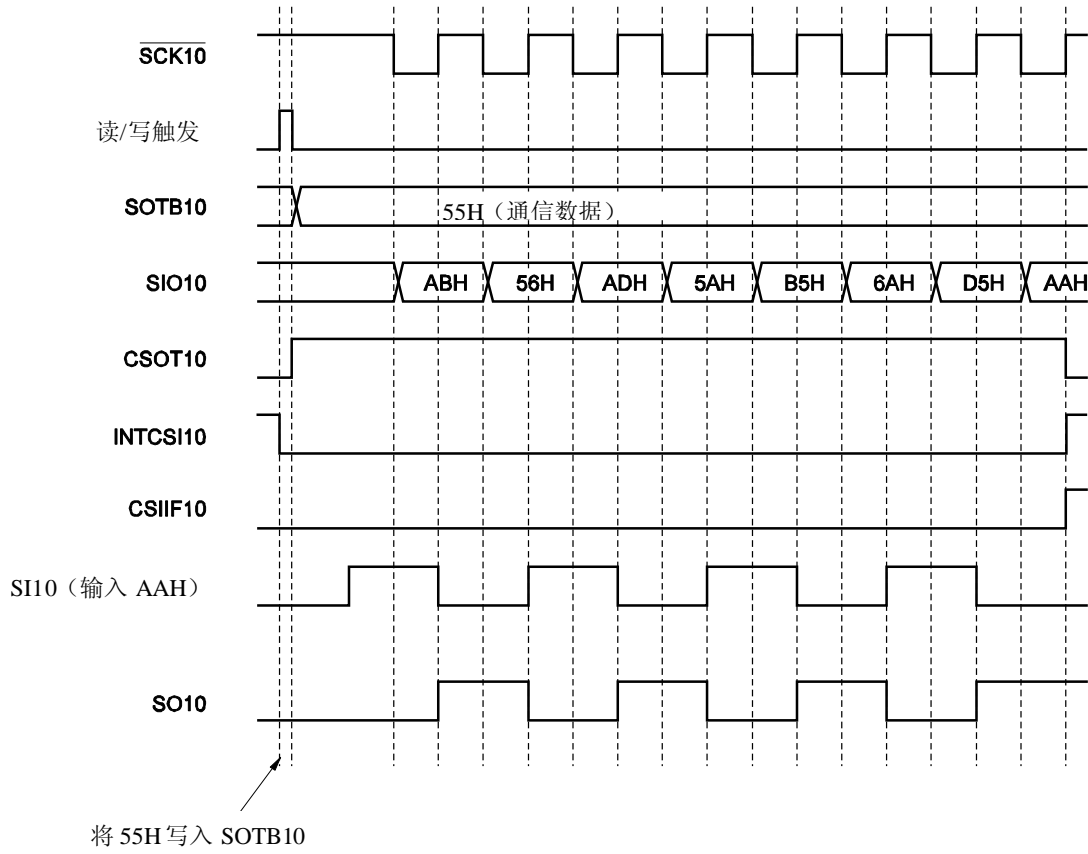 SCK10
读/写触发
SOTB10
55H（通信数据）
SIO10
ABH 56H ADH 5AH B5H 6AH D5H AAH
CSOT10
INTCSI10
CSIIF10
SI10（输入 AAH）
SO10
将 55H 写入 SOTB10